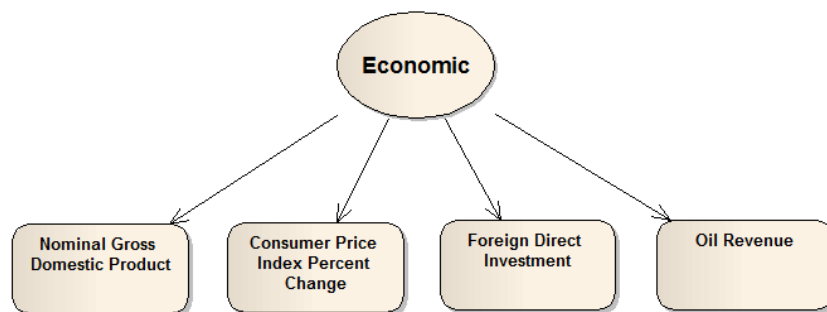 Economic
Nominal Gross
Domestic Product
Consumer Price
Index Percent
Change
Foreign Direct
Investment
Oil Revenue